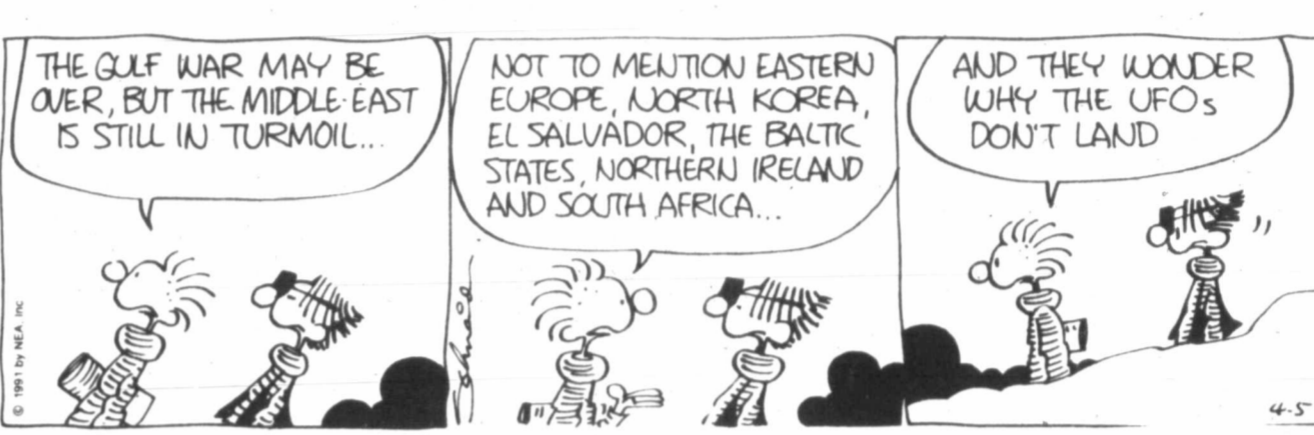 THE GULF WAR MAY BE
OVER, BUT THE MIDDLE EAST
IS STILL IN TURMOIL...
NOT TO MENTION EASTERN
EUROPE, NORTH KOREA,
EL SALVADOR, THE BALTIC
STATES, NORTHERN IRELAND
AND SOUTH AFRICA...
AND THEY WONDER
WHY THE UFOs
DON'T LAND
© 1991 by NEA, Inc
4-5